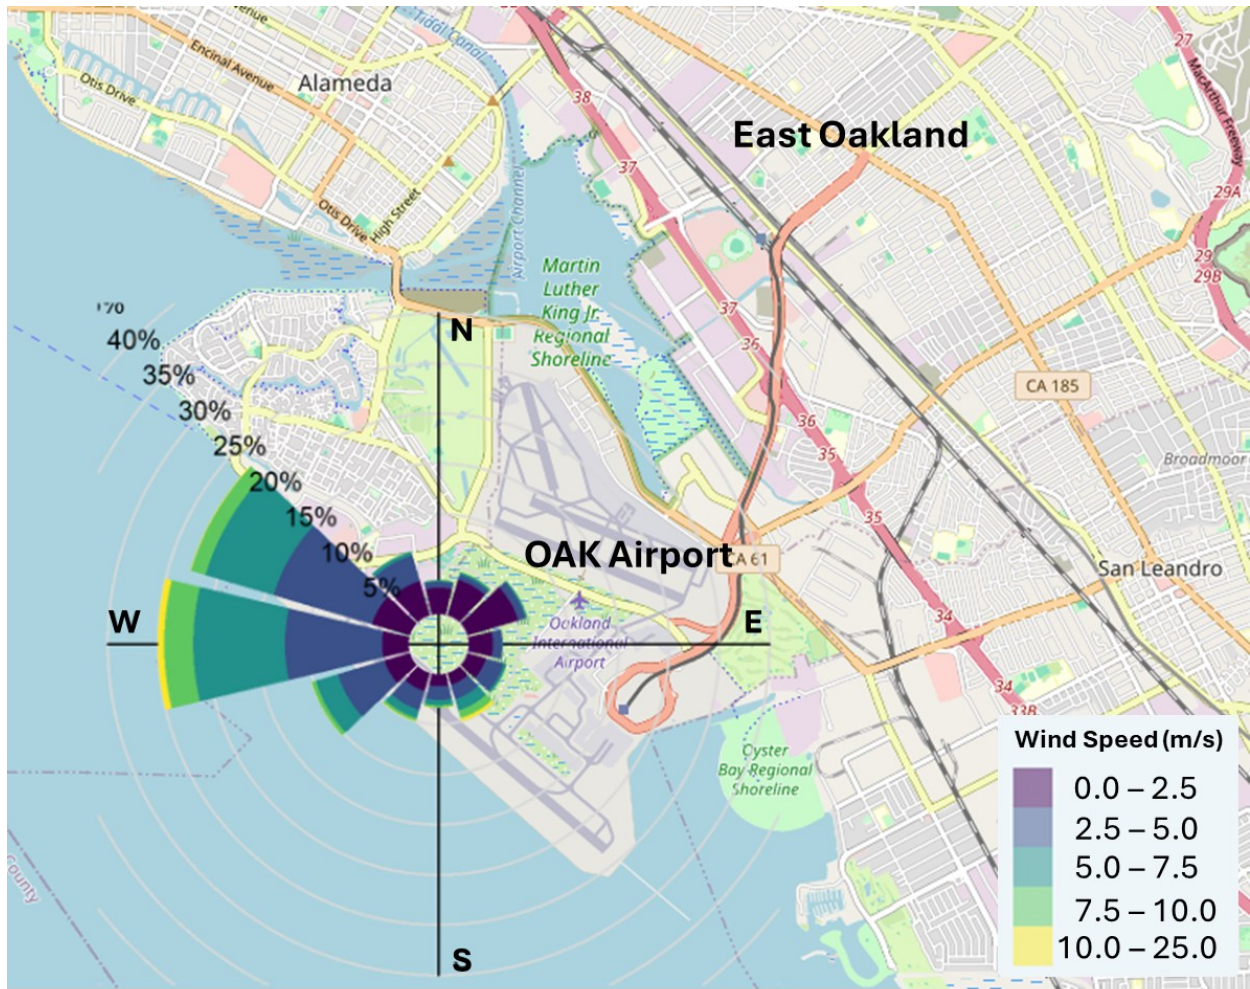 Tidal Canal
Encinal Avenue
Otis Drive
Alameda
38
27
MacArthur Freeway
East Oakland
37
Airport Channel
29A
Otis Drive
High Street
29
29B
Martin
Luther
King Jr.
Regional
Shoreline
37
36
N
40%
35%
30%
25%
20%
15%
10%
5%
CA 185
36
35
Broadmoor
35
OAK Airport
CA 61
San Leandro
W
E
Oakland
International
Airport
34
34
33B
Oyster
Bay Regional
Shoreline
County
S
Wind Speed (m/s)
0.0 – 2.5
2.5 – 5.0
5.0 – 7.5
7.5 – 10.0
10.0 – 25.0